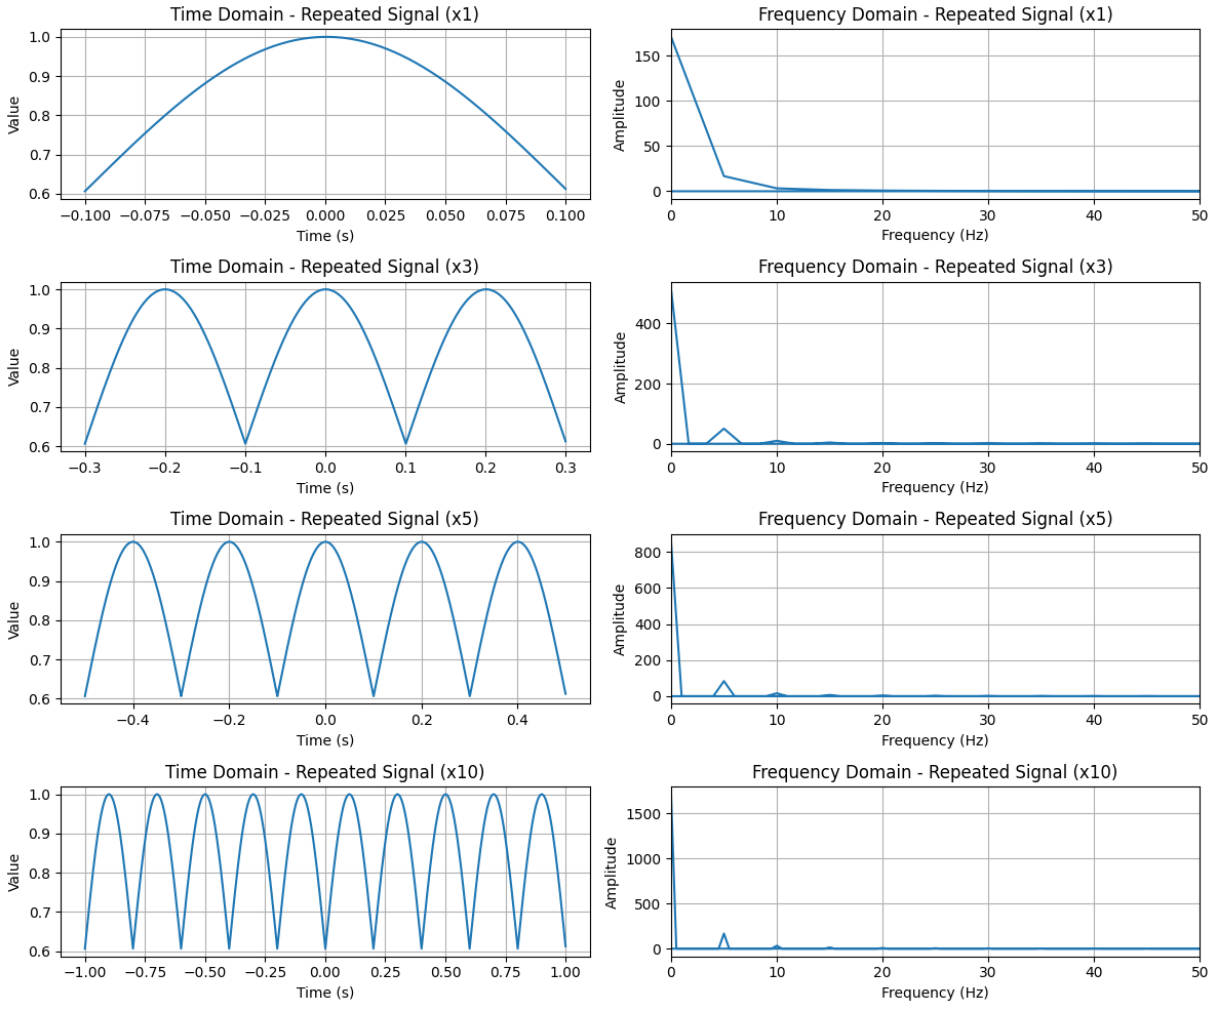 Time Domain - Repeated Signal (x1)
1.0
0.9
0.8
0.7
0.6
Value
−0.100 −0.075 −0.050 −0.025 0.000 0.025 0.050 0.075 0.100
Time (s)
Frequency Domain - Repeated Signal (x1)
150
100
50
0
Amplitude
0 10 20 30 40 50
Frequency (Hz)
Time Domain - Repeated Signal (x3)
1.0
0.9
0.8
0.7
0.6
Value
−0.3 −0.2 −0.1 0.0 0.1 0.2 0.3
Time (s)
Frequency Domain - Repeated Signal (x3)
400
200
0
Amplitude
0 10 20 30 40 50
Frequency (Hz)
Time Domain - Repeated Signal (x5)
1.0
0.9
0.8
0.7
0.6
Value
−0.4 −0.2 0.0 0.2 0.4
Time (s)
Frequency Domain - Repeated Signal (x5)
800
600
400
200
0
Amplitude
0 10 20 30 40 50
Frequency (Hz)
Time Domain - Repeated Signal (x10)
1.0
0.9
0.8
0.7
0.6
Value
−1.00 −0.75 −0.50 −0.25 0.00 0.25 0.50 0.75 1.00
Time (s)
Frequency Domain - Repeated Signal (x10)
1500
1000
500
0
Amplitude
0 10 20 30 40 50
Frequency (Hz)